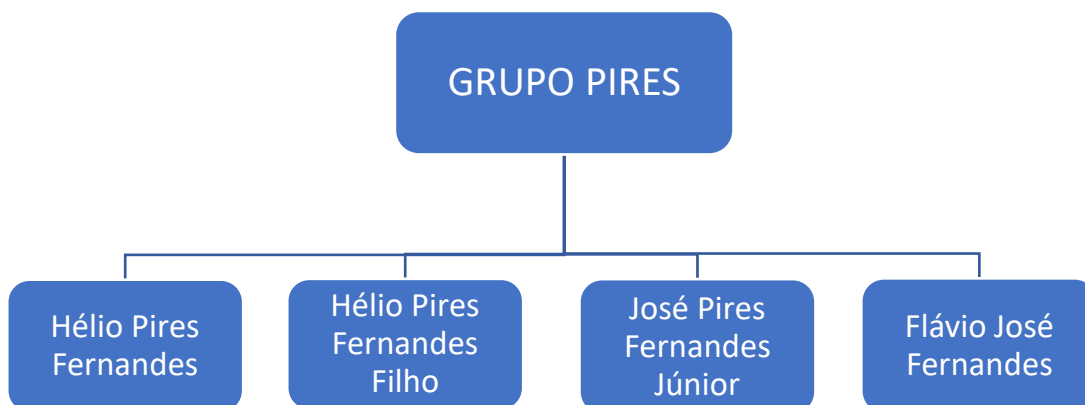 GRUPO PIRES
Hélio Pires
Fernandes
Hélio Pires
Fernandes
Filho
José Pires
Fernandes
Júnior
Flávio José
Fernandes